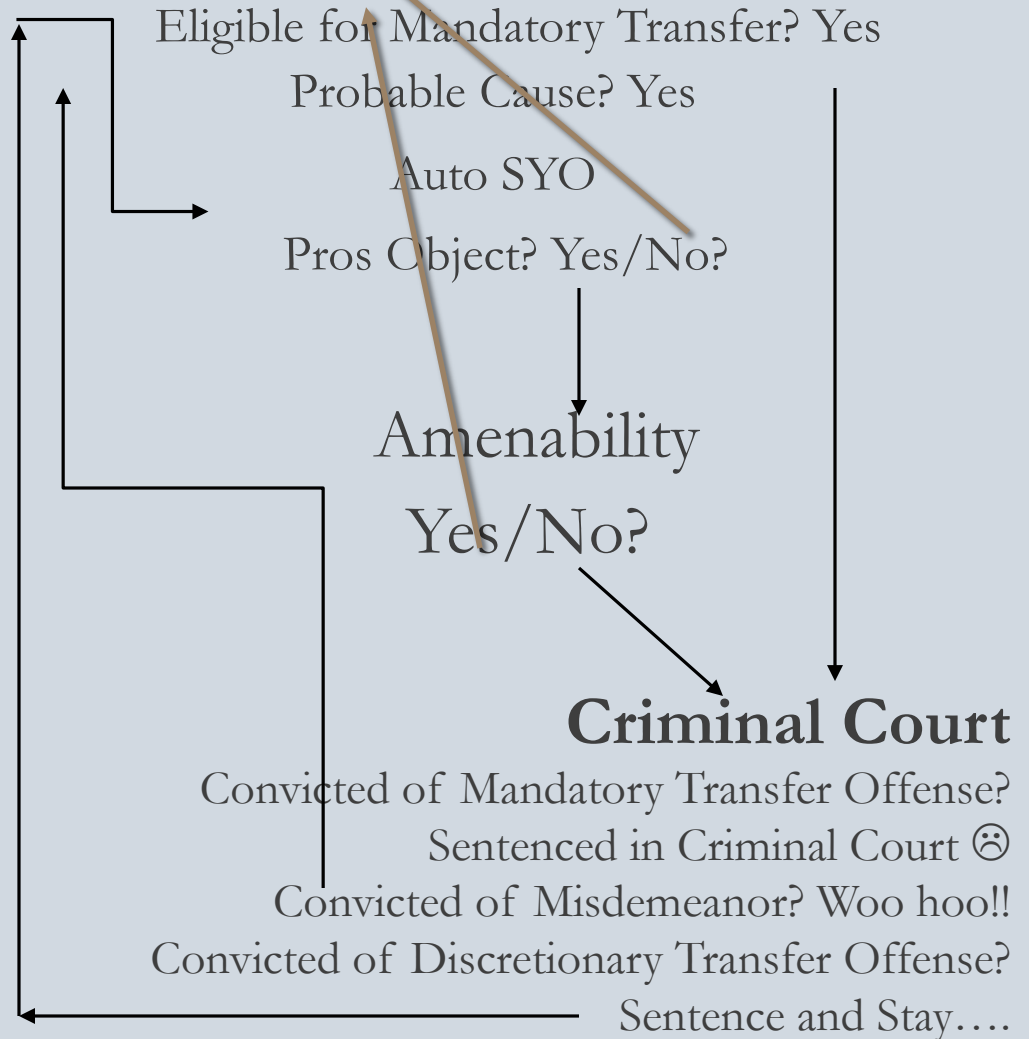 Eligible for Mandatory Transfer? Yes
Probable Cause? Yes
Auto SYO
Pros Object? Yes/No?
Amenability
Yes/No?
Criminal Court
Convicted of Mandatory Transfer Offense?
Sentenced in Criminal Court ☹
Convicted of Misdemeanor? Woo hoo!!
Convicted of Discretionary Transfer Offense?
Sentence and Stay….